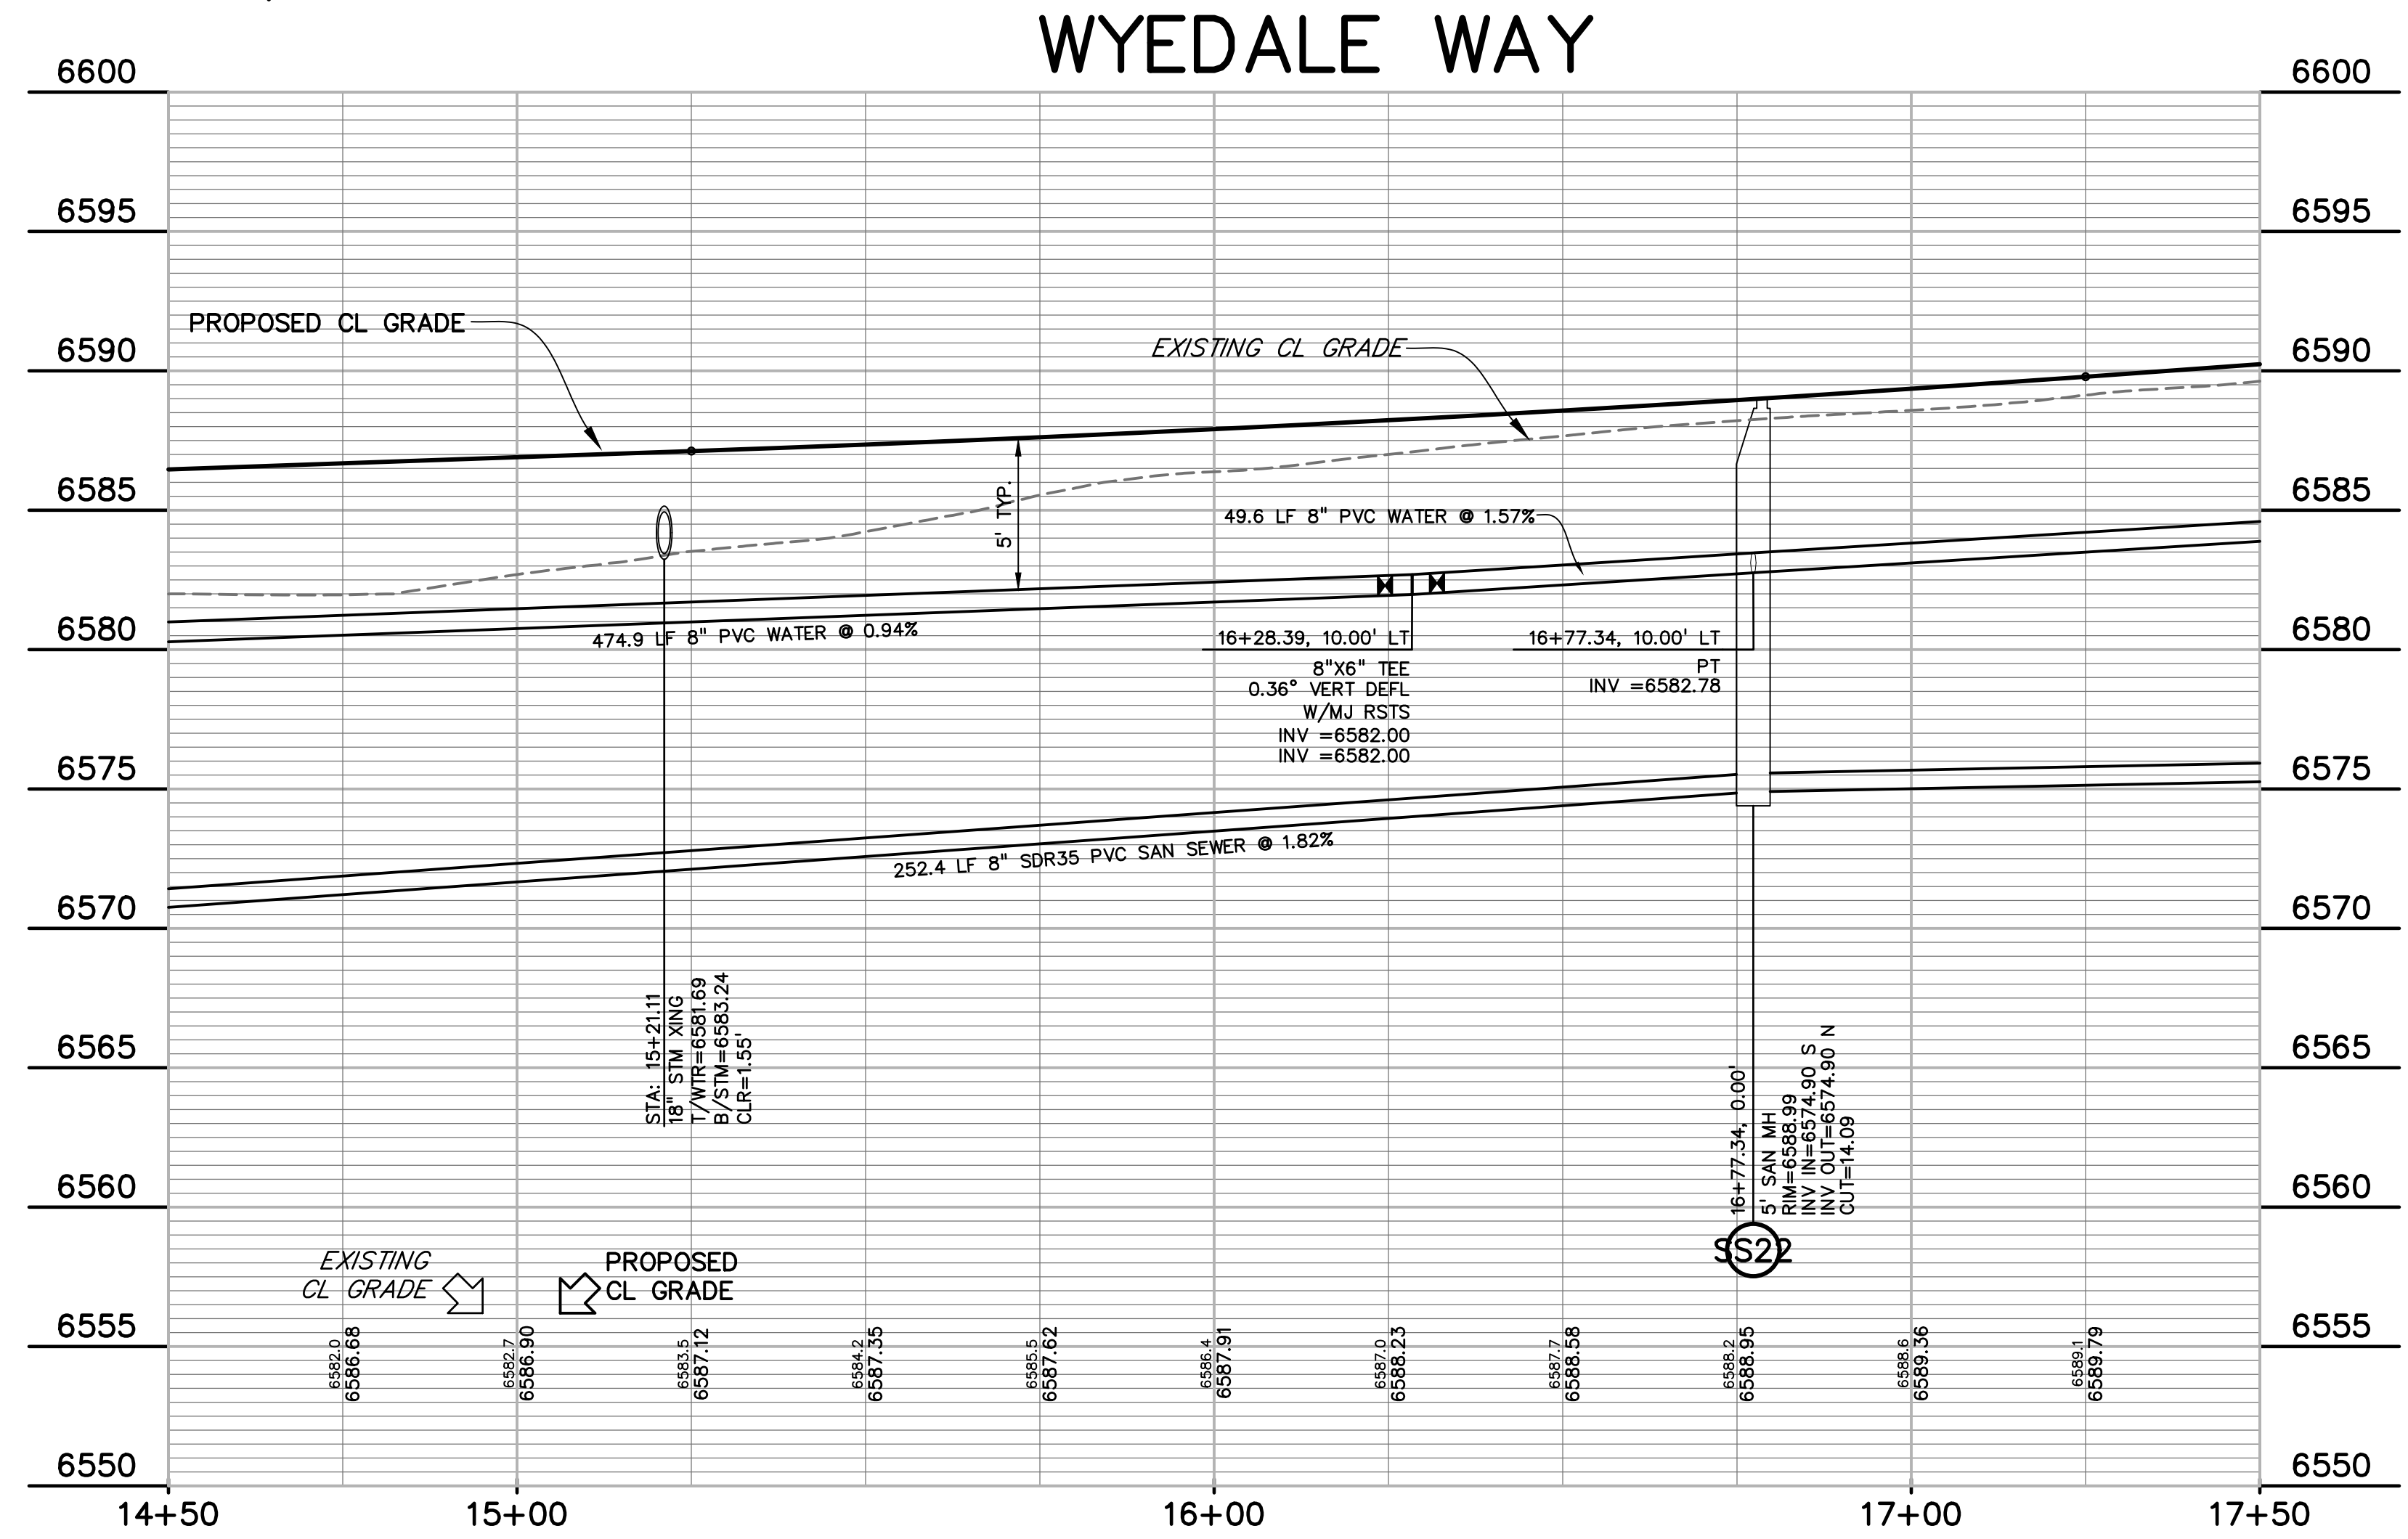 WYEDALE WAY
6600
6600
6595
6595
PROPOSED CL GRADE
EXISTING CL GRADE
6590
6590
6585
6585
5' TYP.
49.6 LF 8" PVC WATER @ 1.57%
474.9 LF 8" PVC WATER @ 0.94%
6580
6580
16+28.39, 10.00' LT
8"X6" TEE
0.36° VERT DEFL
W/MJ RSTS
INV =6582.00
INV =6582.00
16+77.34, 10.00' LT
PT
INV =6582.78
6575
6575
252.4 LF 8" SDR35 PVC SAN SEWER @ 1.82%
6570
6570
STA: 15+21.11
18" STM XING
T/WTR=6581.69
B/STM=6583.24
CLR=1.55'
6565
6565
16+77.34, 0.00'
5' SAN MH
RIM=6588.99
INV IN=6574.90 S
INV OUT=6574.90 N
CUT=14.09
6560
6560
SS22
EXISTING
CL GRADE
PROPOSED
CL GRADE
6555
6555
6582.0
6586.68
6582.7
6586.90
6583.5
6587.12
6584.2
6587.35
6585.5
6587.62
6586.4
6587.91
6587.0
6588.23
6587.7
6588.58
6588.2
6588.95
6588.6
6589.36
6589.1
6589.79
6550
6550
14+50
15+00
16+00
17+00
17+50